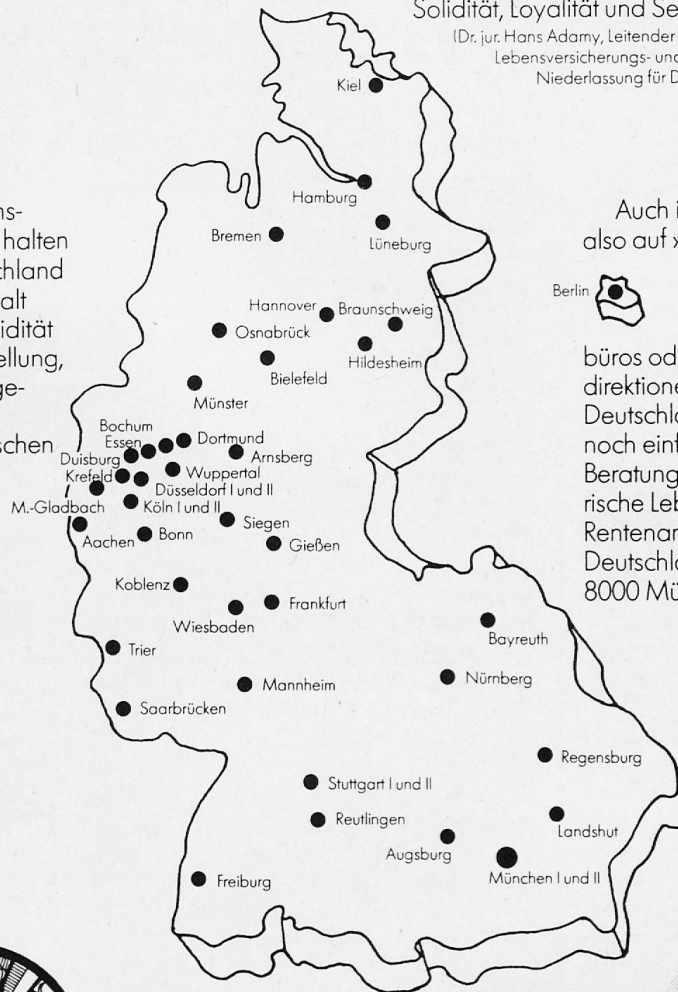 Solidität, Loyalität und Se
(Dr. jur. Hans Adamy, Leitender
Lebensversicherungs- und
Niederlassung für D
Kiel
Hamburg
Bremen
Lüneburg
Hannover
Braunschweig
Osnabrück
Hildesheim
Bielefeld
Münster
Bochum
Essen
Dortmund
Duisburg
Arnsberg
Krefeld
Wuppertal
Düsseldorf I und II
M.-Gladbach
Köln I und II
Siegen
Aachen
Bonn
Gießen
Koblenz
Frankfurt
Wiesbaden
Trier
Bayreuth
Mannheim
Nürnberg
Saarbrücken
Regensburg
Stuttgart I und II
Reutlingen
Landshut
Augsburg
München I und II
Freiburg
Berlin
ns-
halten
chland
alt
idität
ellung,
ge-
schen
Auch i
also auf »
büros od
direktione
Deutschla
noch einf
Beratung
rische Leb
Rentenan
Deutschla
8000 Mü